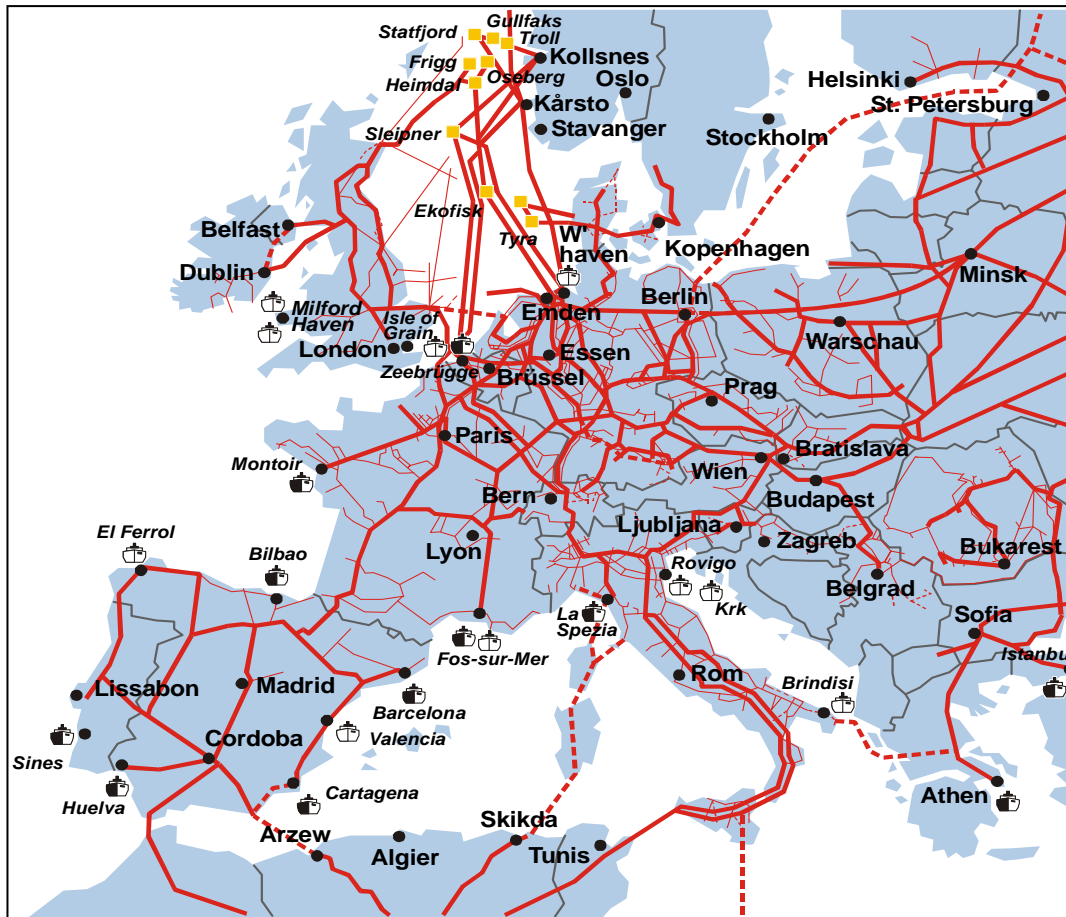 Gullfaks
Statfjord
Troll
Kollsnes
Frigg
Oseberg
Oslo
Helsinki
Heimdal
St. Petersburg
Kårsto
Stavanger
Stockholm
Sleipner
Ekofisk
Belfast
Tyra
W'
haven
Kopenhagen
Dublin
Minsk
Berlin
Milford
Haven
Emden
Isle of
Grain
Warschau
London
Essen
Zeebrügge
Brüssel
Prag
Paris
Bratislava
Montoir
Wien
Bern
Budapest
Ljubljana
El Ferrol
Lyon
Zagreb
Bukarest
Bilbao
Rovigo
Belgrad
Krk
La
Spezia
Sofia
Fos-sur-Mer
Istanbu
Lissabon
Madrid
Rom
Brindisi
Barcelona
Valencia
Cordoba
Sines
Cartagena
Athen
Huelva
Skikda
Arzew
Algier
Tunis